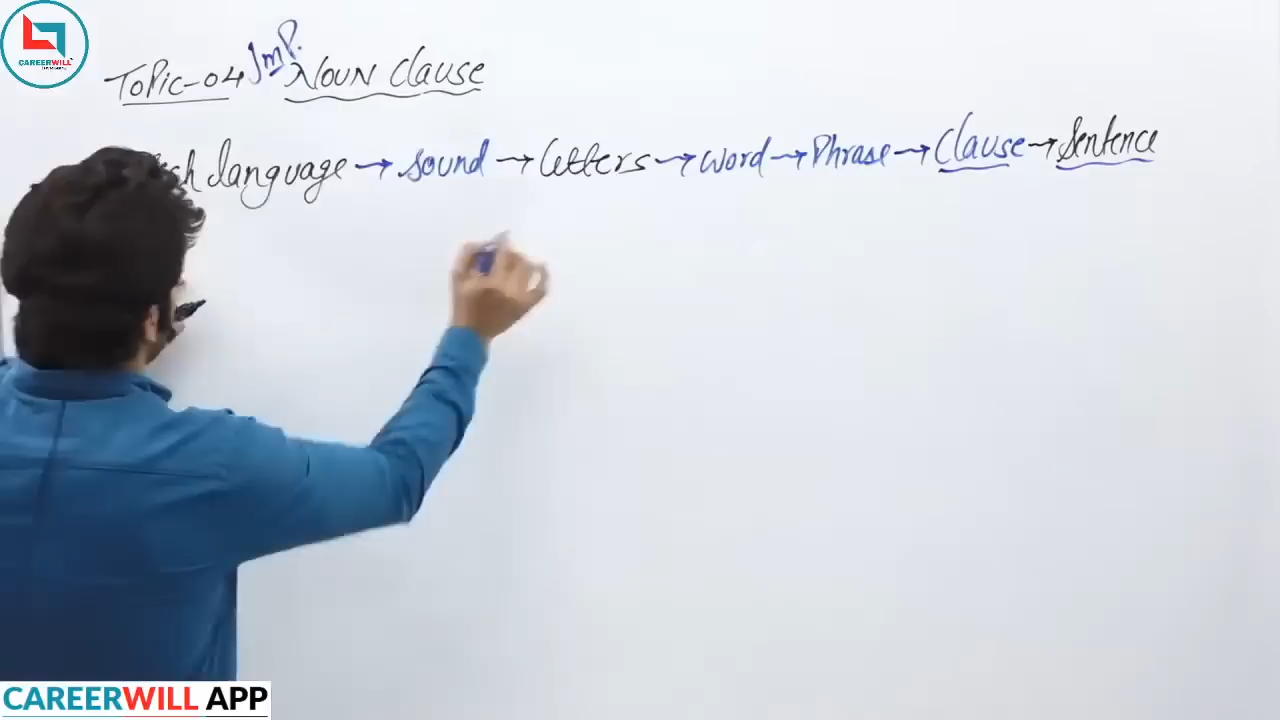 CAREERWILL
Topic-04 Imp. Noun Clause
language → sound → letters → word → Phrase → Clause → Sentence
CAREERWILL APP